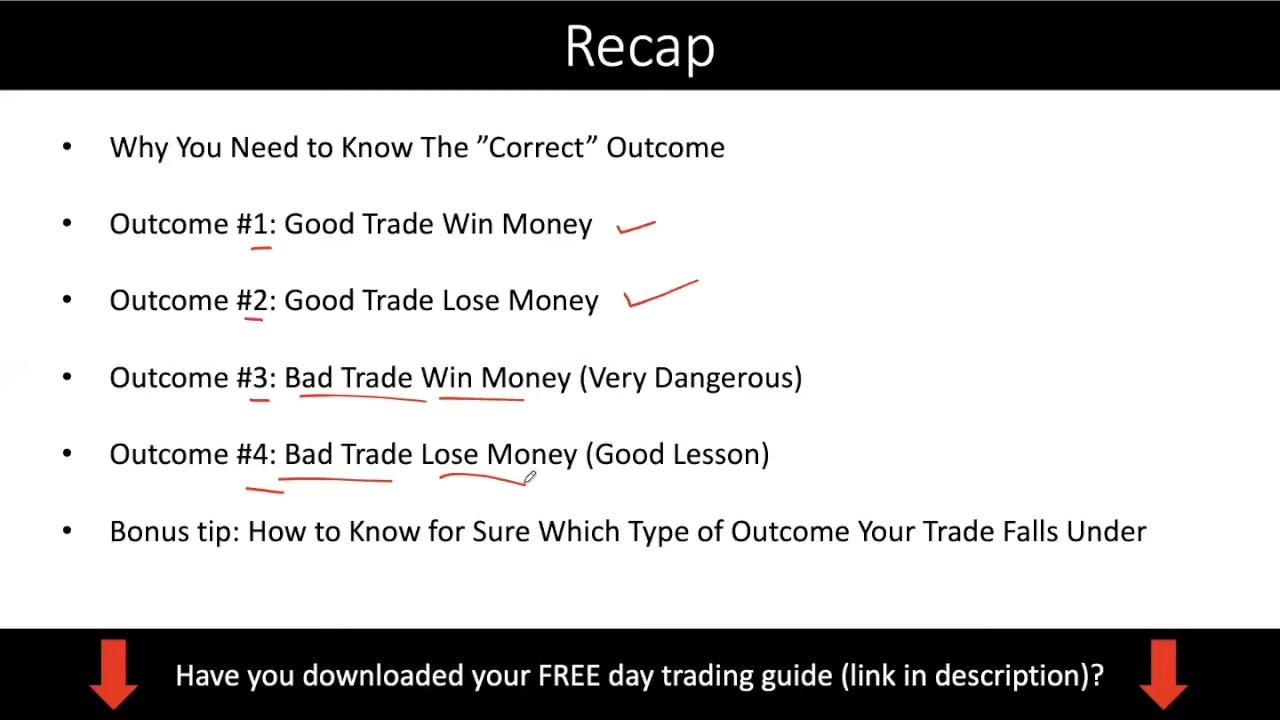 Recap
• Why You Need to Know The ”Correct” Outcome
• Outcome #1: Good Trade Win Money
• Outcome #2: Good Trade Lose Money
• Outcome #3: Bad Trade Win Money (Very Dangerous)
• Outcome #4: Bad Trade Lose Money (Good Lesson)
• Bonus tip: How to Know for Sure Which Type of Outcome Your Trade Falls Under
Have you downloaded your FREE day trading guide (link in description)?